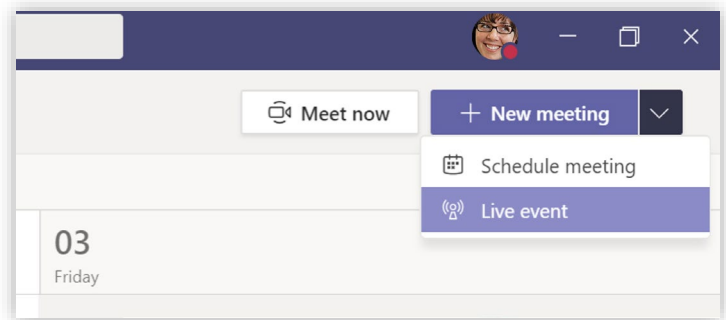 Meet now
New meeting
Schedule meeting
Live event
03
Friday